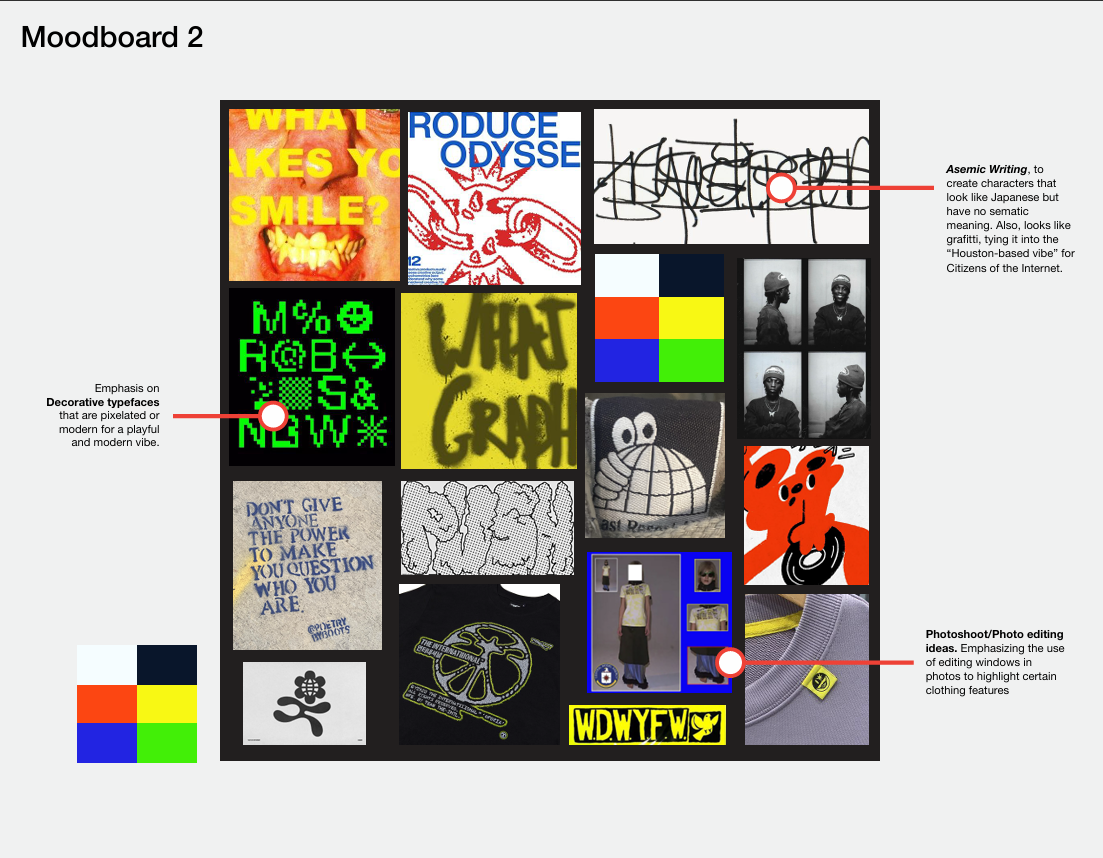 Moodboard 2
WHAT
AKES YO
SMILE?
RODUCE
ODYSSE
12
Asemic Writing, to
create characters that
look like Japanese but
have no sematic
meaning. Also, looks like
grafitti, tying it into the
“Houston-based vibe” for
Citizens of the Internet.
M%
R@B↔
S&
W*
WHAT
GRAPH
Emphasis on
Decorative typefaces
that are pixelated or
modern for a playful
and modern vibe.
DON'T GIVE
ANYONE
THE POWER
TO MAKE
YOU QUESTION
WHO YOU
ARE.
@POETRY
MYBOOTS
THE INTERNATIONAL
W.D.W.Y.F.W.
Photoshoot/Photo editing
ideas. Emphasizing the use
of editing windows in
photos to highlight certain
clothing features